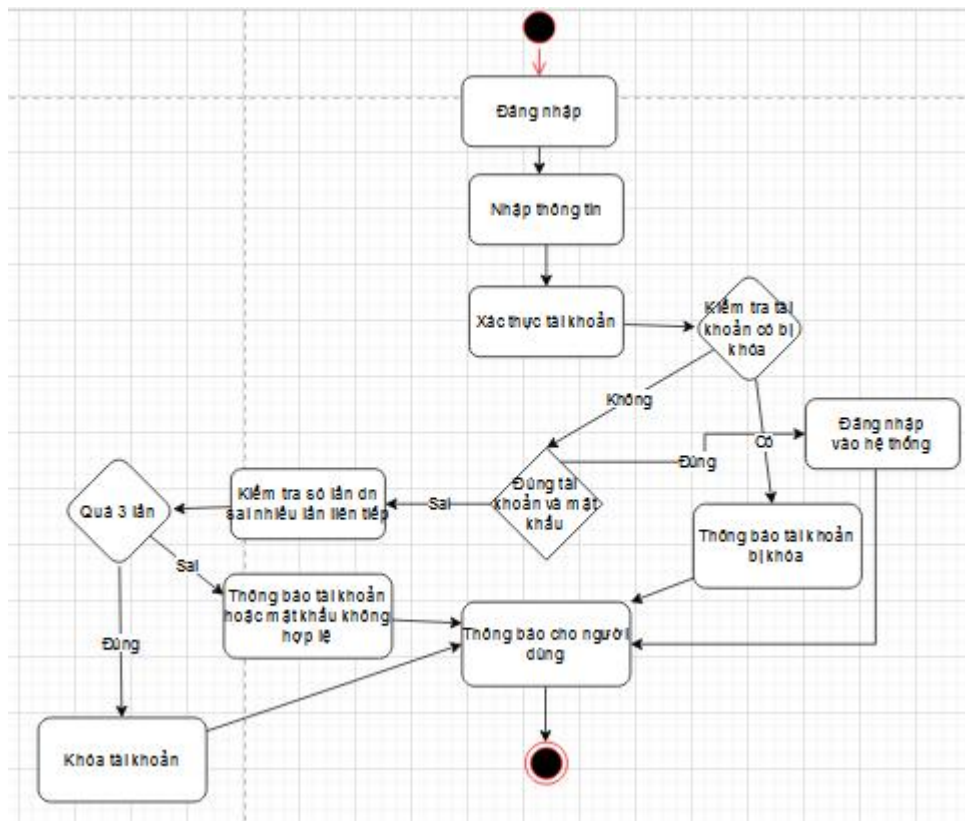 Đăng nhập
Nhập thông tin
Xác thực tài khoản
Kiểm tra tài
khoản có bị
khóa
Không
Có
Đăng nhập
vào hệ thống
Đúng
Đúng tài
khoản và mật
khẩu
Sai
Kiểm tra số lần đn
sai nhiều lần liên tiếp
Quá 3 lần
Sai
Thông báo tài khoản
bị khóa
Thông báo tài khoản
hoặc mật khẩu không
hợp lệ
Thông báo cho người
dùng
Đúng
Khóa tài khoản